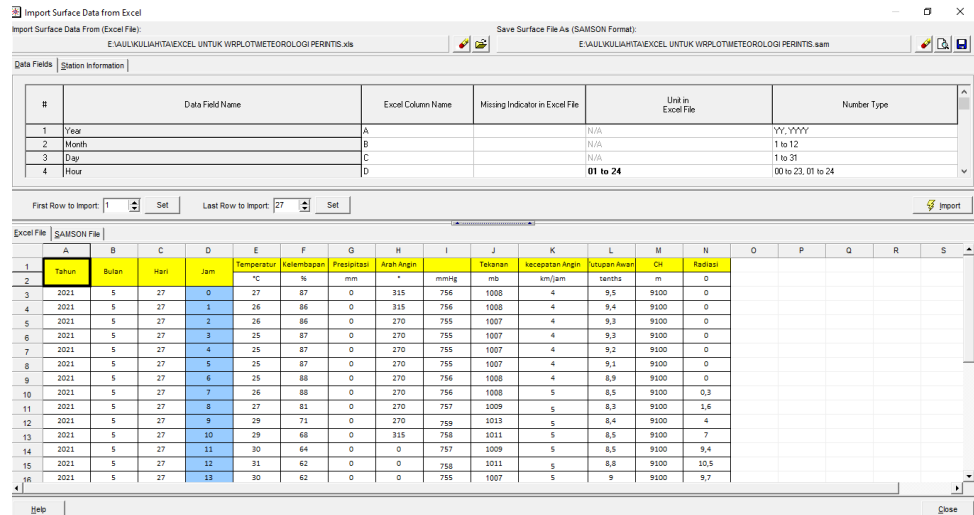 Import Surface Data from Excel
Import Surface Data From (Excel File):
Save Surface File As (SAMSON Format):
E:\AUL\KULIAH\TA\EXCEL UNTUK WRPLOT\METEOROLOGI PERINTIS.xls
E:\AUL\KULIAH\TA\EXCEL UNTUK WRPLOT\METEOROLOGI PERINTIS.sam
Data Fields Station Information
# Data Field Name Excel Column Name Missing Indicator in Excel File Unit in Excel File Number Type
1 Year A N/A YY, YYYY
2 Month B N/A 1 to 12
3 Day C N/A 1 to 31
4 Hour D 01 to 24 00 to 23, 01 to 24
First Row to Import: 1 Set Last Row to Import: 27 Set Import
Excel File SAMSON File
A B C D E F G H I J K L M N O P Q R S
1 Tahun Bulan Hari Jam Temperatur Kelembapan Presipitasi Arah Angin Tekanan kecepatan Angin Tutupan Awan CH Radiasi
2 °C % mm ° mmHg mb km/jam tenths m 0
3 2021 5 27 0 27 87 0 315 756 1008 4 9,5 9100 0
4 2021 5 27 1 26 86 0 315 756 1008 4 9,4 9100 0
5 2021 5 27 2 26 86 0 270 755 1007 4 9,3 9100 0
6 2021 5 27 3 25 87 0 270 755 1007 4 9,3 9100 0
7 2021 5 27 4 25 87 0 270 755 1007 4 9,2 9100 0
8 2021 5 27 5 25 87 0 270 755 1007 4 9,1 9100 0
9 2021 5 27 6 25 88 0 270 756 1008 4 8,9 9100 0
10 2021 5 27 7 26 88 0 270 756 1008 5 8,5 9100 0,3
11 2021 5 27 8 27 81 0 270 757 1009 5 8,3 9100 1,6
12 2021 5 27 9 29 71 0 270 759 1013 5 8,4 9100 4
13 2021 5 27 10 29 68 0 315 758 1011 5 8,5 9100 7
14 2021 5 27 11 30 64 0 0 757 1009 5 8,5 9100 9,4
15 2021 5 27 12 31 62 0 0 758 1011 5 8,8 9100 10,5
16 2021 5 27 13 30 62 0 0 755 1007 5 9 9100 9,7
Help Close